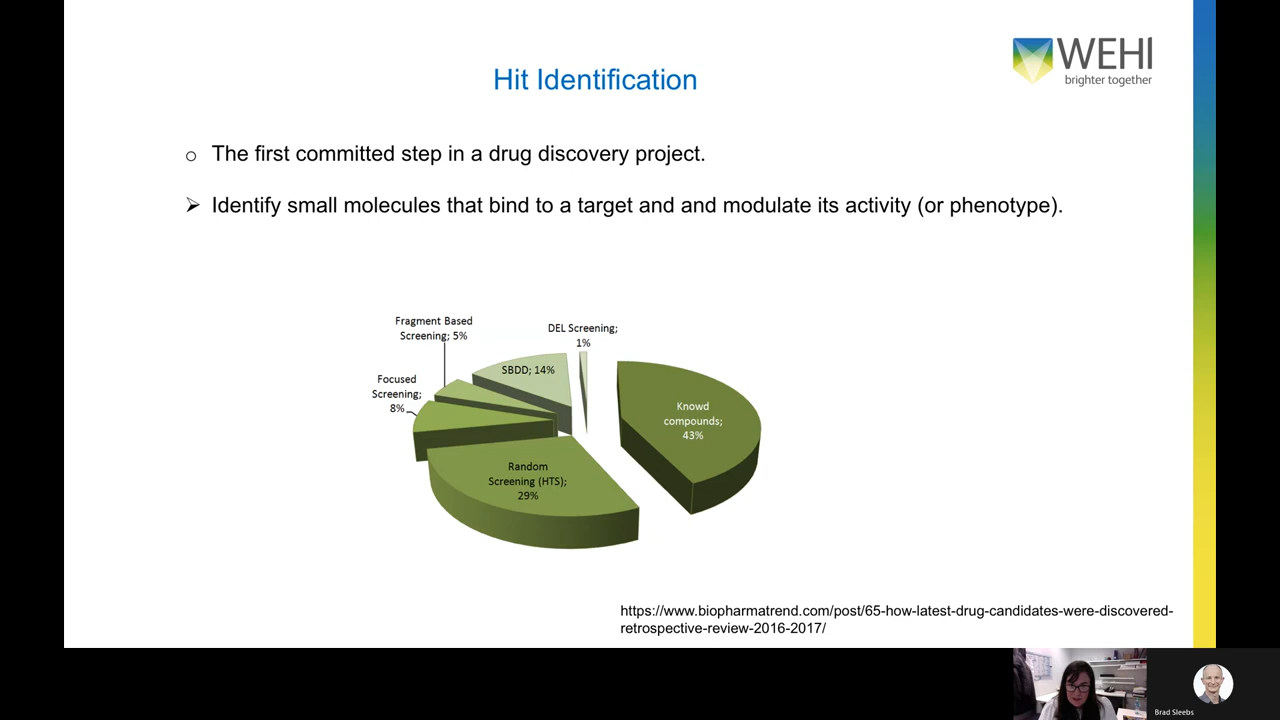 WEHI
brighter together
Hit Identification
o The first committed step in a drug discovery project.
➢ Identify small molecules that bind to a target and and modulate its activity (or phenotype).
Fragment Based
Screening; 5%
DEL Screening;
1%
SBDD; 14%
Focused
Screening;
8%
Knowd
compounds;
43%
Random
Screening (HTS);
29%
https://www.biopharmatrend.com/post/65-how-latest-drug-candidates-were-discovered-
retrospective-review-2016-2017/
Brad Sleebs